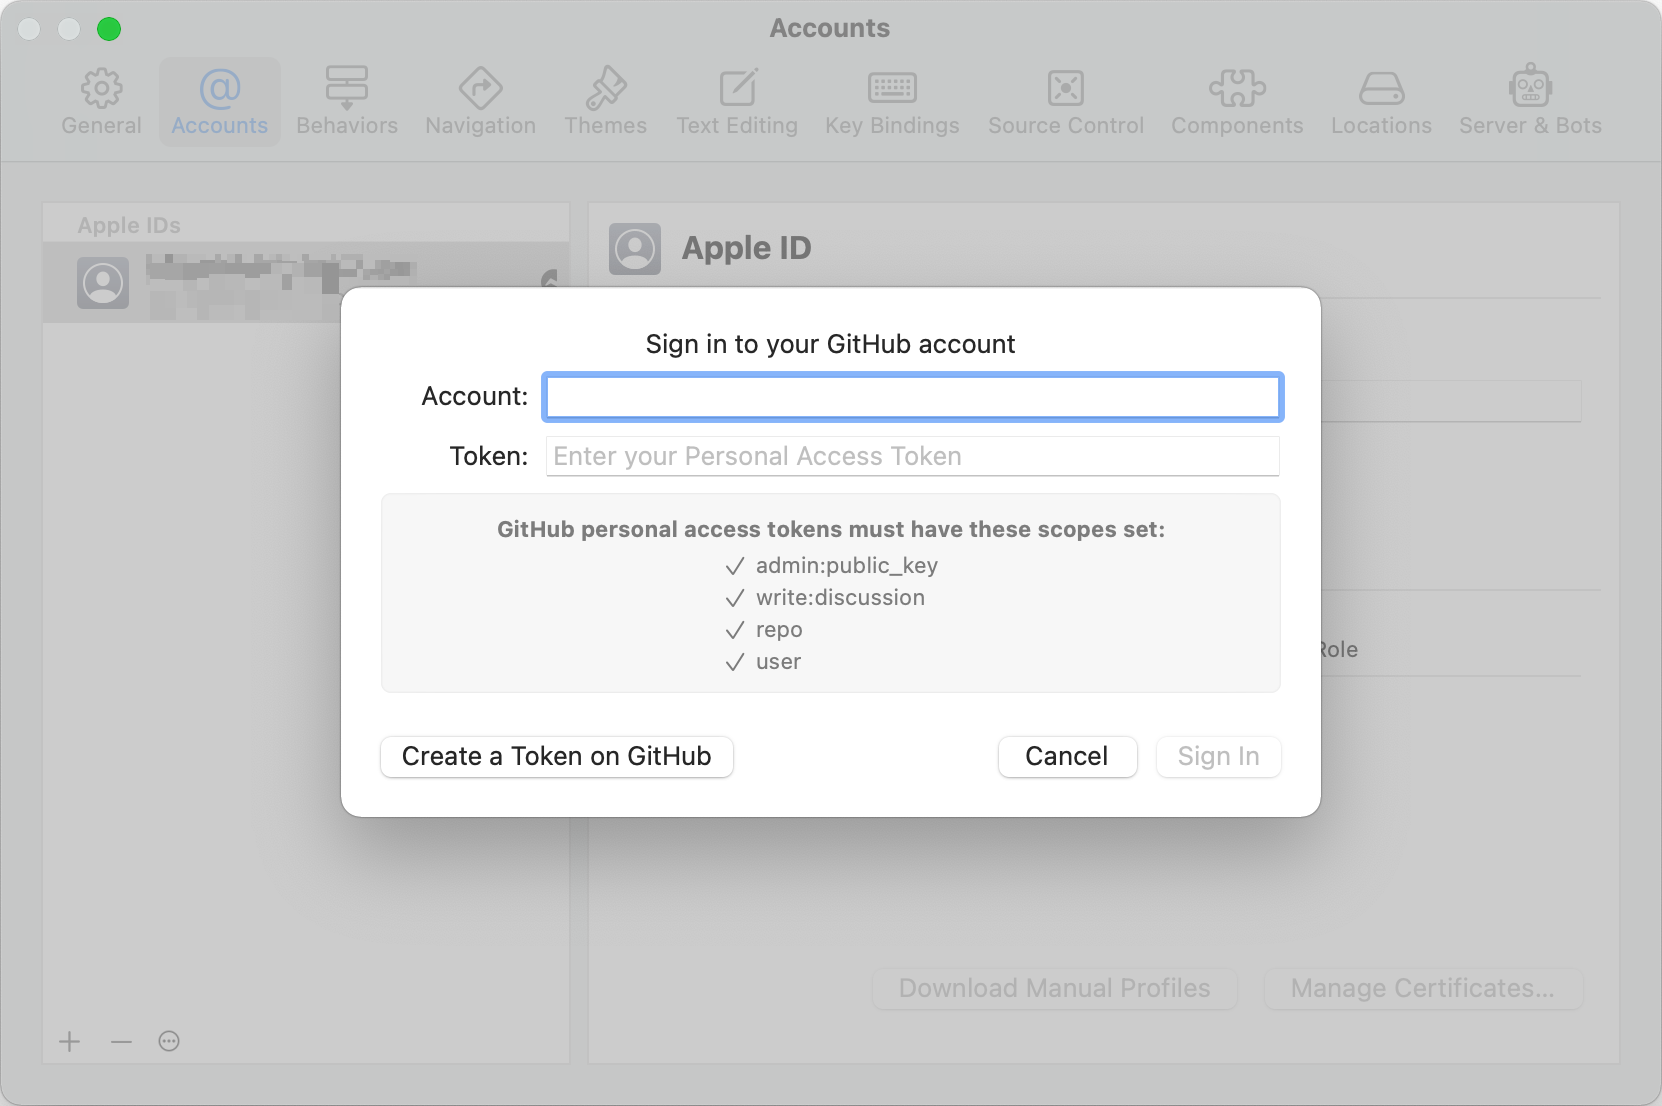 Accounts
General
Accounts
Behaviors
Navigation
Themes
Text Editing
Key Bindings
Source Control
Components
Locations
Server & Bots
Apple IDs
Apple ID
Sign in to your GitHub account
Account:
Token: Enter your Personal Access Token
GitHub personal access tokens must have these scopes set:
✓ admin:public_key
✓ write:discussion
✓ repo
✓ user
Role
Create a Token on GitHub
Cancel
Sign In
Download Manual Profiles
Manage Certificates...